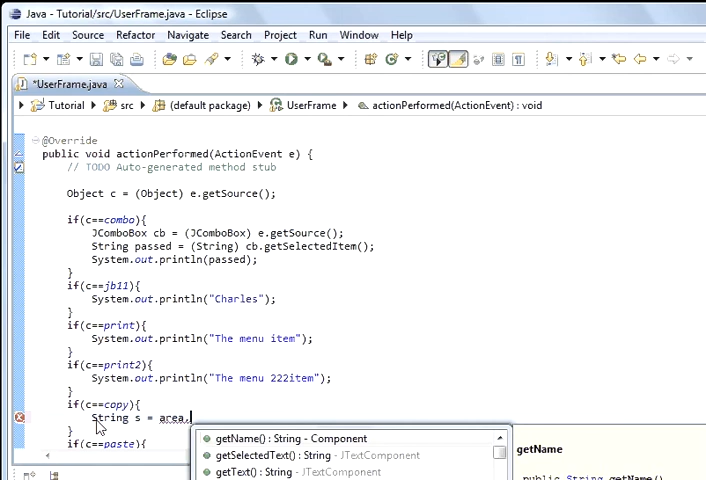 Java - Tutorial/src/UserFrame.java - Eclipse
File Edit Source Refactor Navigate Search Project Run Window Help
*UserFrame.java
Tutorial src (default package) UserFrame actionPerformed(ActionEvent) : void
@Override
public void actionPerformed(ActionEvent e) {
// TODO Auto-generated method stub
Object c = (Object) e.getSource();
if(c==combo){
JComboBox cb = (JComboBox) e.getSource();
String passed = (String) cb.getSelectedItem();
System.out.println(passed);
}
if(c==jb11){
System.out.println("Charles");
}
if(c==print){
System.out.println("The menu item");
}
if(c==print2){
System.out.println("The menu 222item");
}
if(c==copy){
String s = area.
}
if(c==paste){
getName() : String - Component
getSelectedText() : String - JTextComponent
getText() : String - JTextComponent
getName
public String getName()